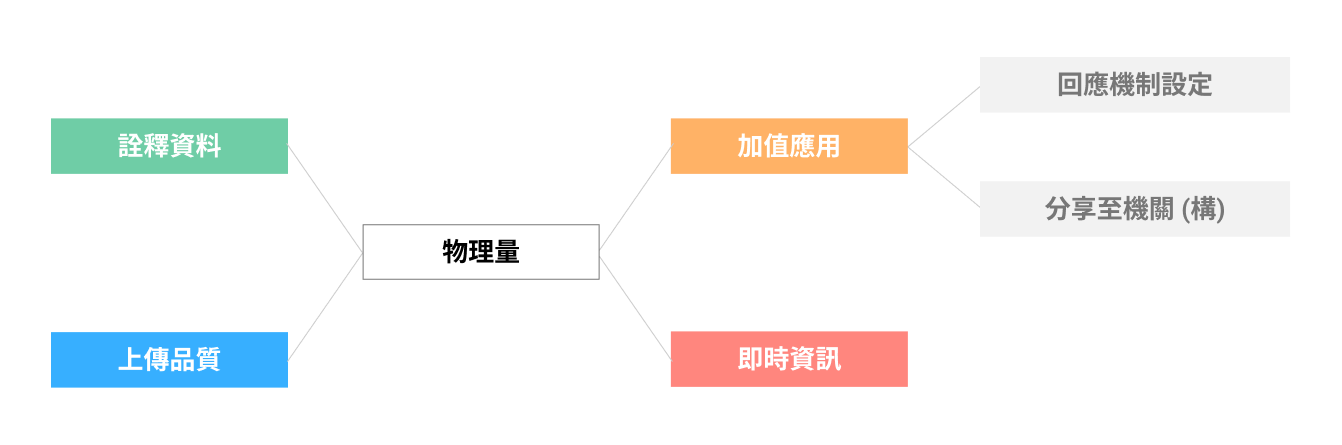 詮釋資料
上傳品質
物理量
加值應用
即時資訊
回應機制設定
分享至機關 (構)